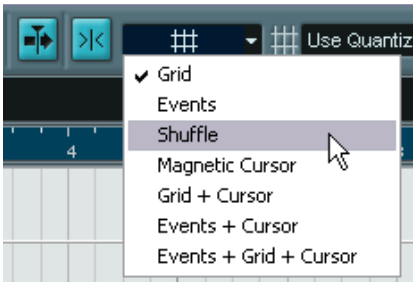 Use Quantiz
Grid
Events
Shuffle
4
Magnetic Cursor
Grid + Cursor
Events + Cursor
Events + Grid + Cursor